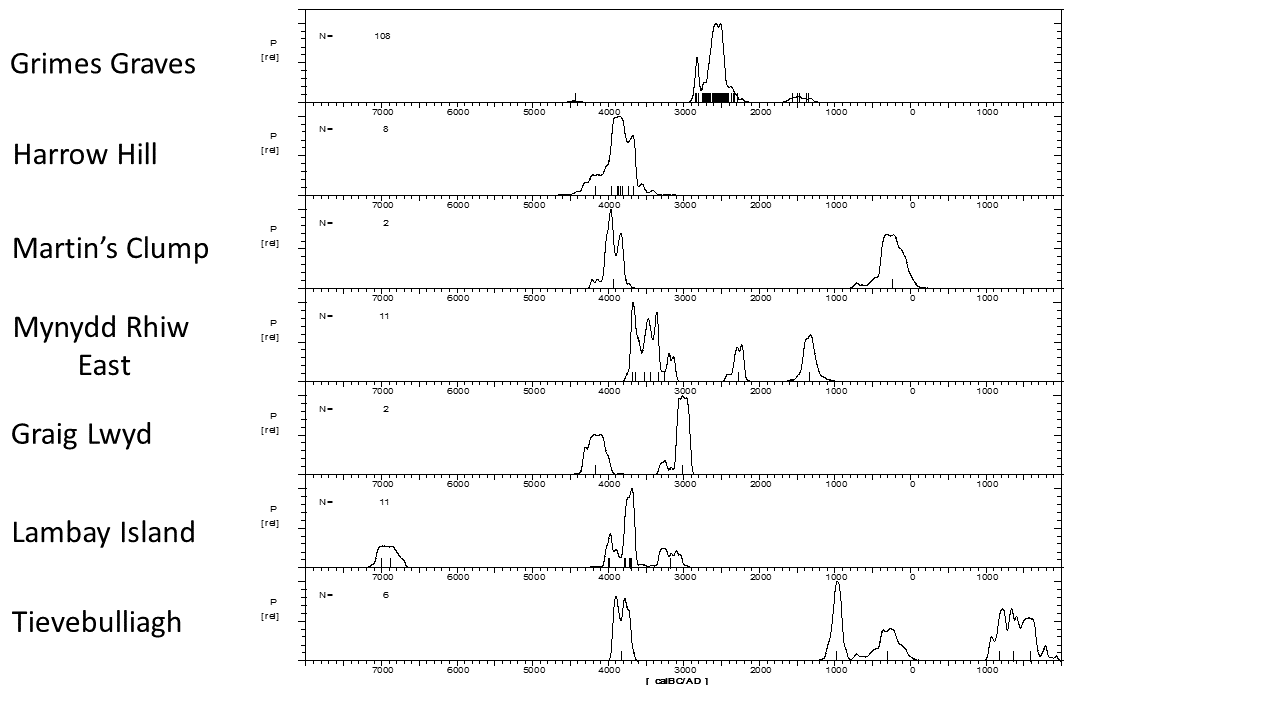 Grimes Graves
P
[rel]
N= 108
7000 6000 5000 4000 3000 2000 1000 0 1000
Harrow Hill
P
[rel]
N= 8
7000 6000 5000 4000 3000 2000 1000 0 1000
Martin’s Clump
P
[rel]
N= 2
7000 6000 5000 4000 3000 2000 1000 0 1000
Mynydd Rhiw
East
P
[rel]
N= 11
7000 6000 5000 4000 3000 2000 1000 0 1000
Graig Lwyd
P
[rel]
N= 2
7000 6000 5000 4000 3000 2000 1000 0 1000
Lambay Island
P
[rel]
N= 11
7000 6000 5000 4000 3000 2000 1000 0 1000
Tievebulliagh
P
[rel]
N= 6
7000 6000 5000 4000 3000 2000 1000 0 1000
[ calBC/AD ]